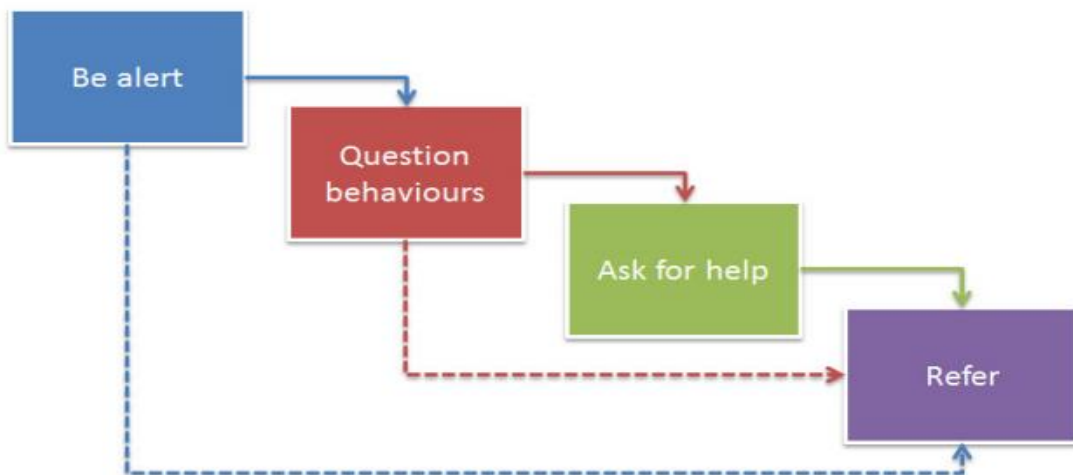 Be alert
Question
behaviours
Ask for help
Refer